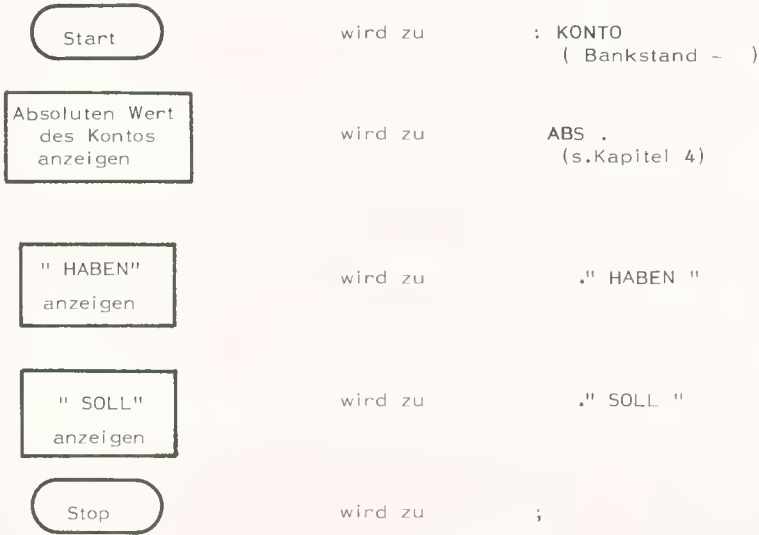 Start wird zu : KONTO
( Bankstand - )
Absoluten Wert
des Kontos
anzeigen
wird zu ABS .
(s.Kapitel 4)
" HABEN"
anzeigen
wird zu ." HABEN "
" SOLL"
anzeigen
wird zu ." SOLL "
Stop wird zu ;